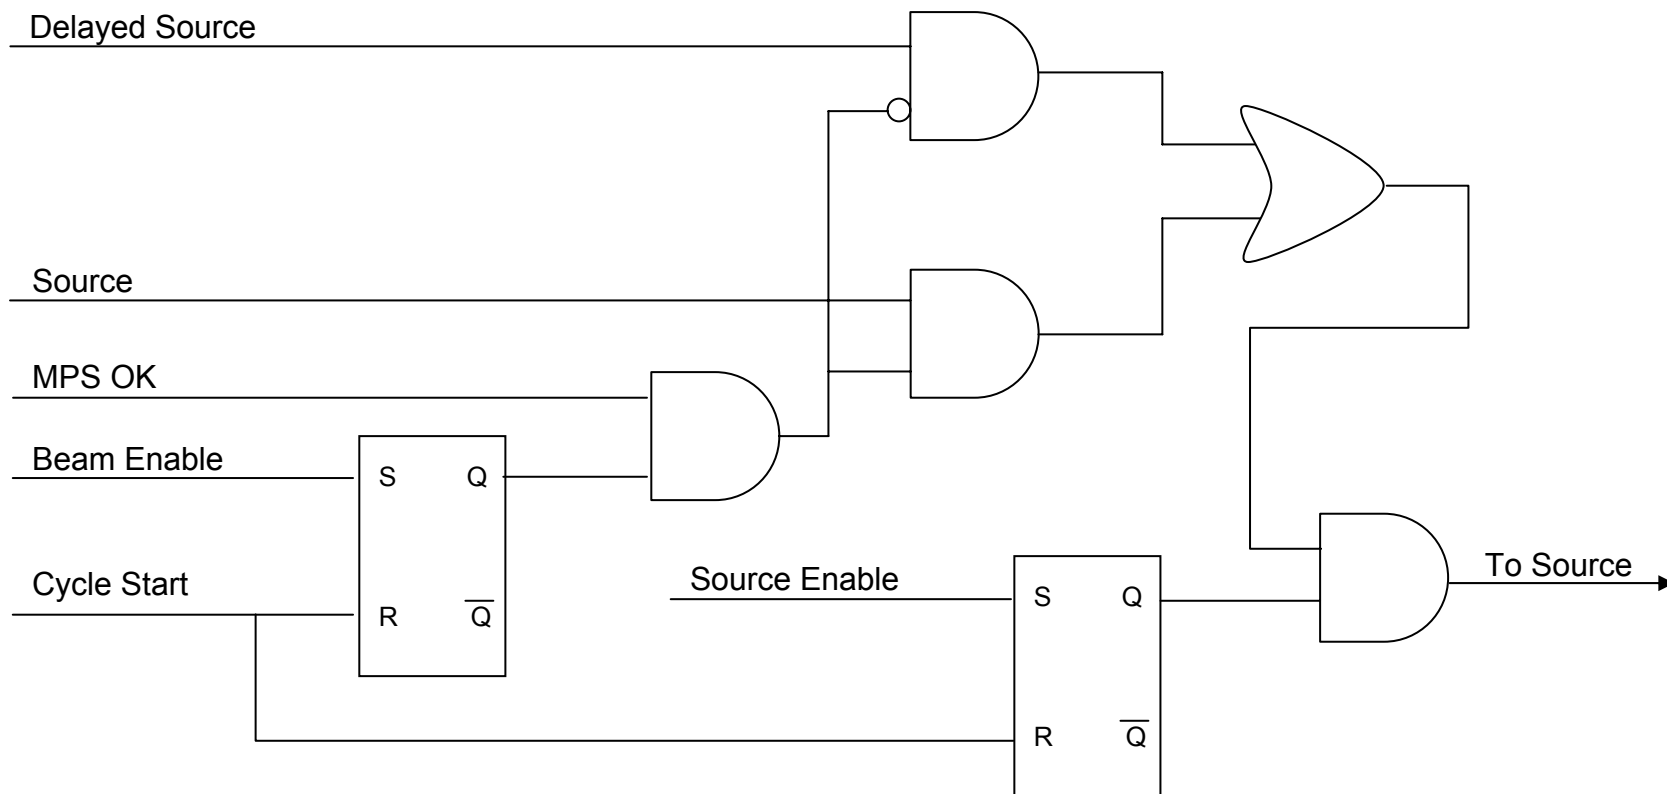 Delayed Source
Source
MPS OK
Beam Enable
S Q
Cycle Start
R Q̅
Source Enable
S Q
To Source
R Q̅